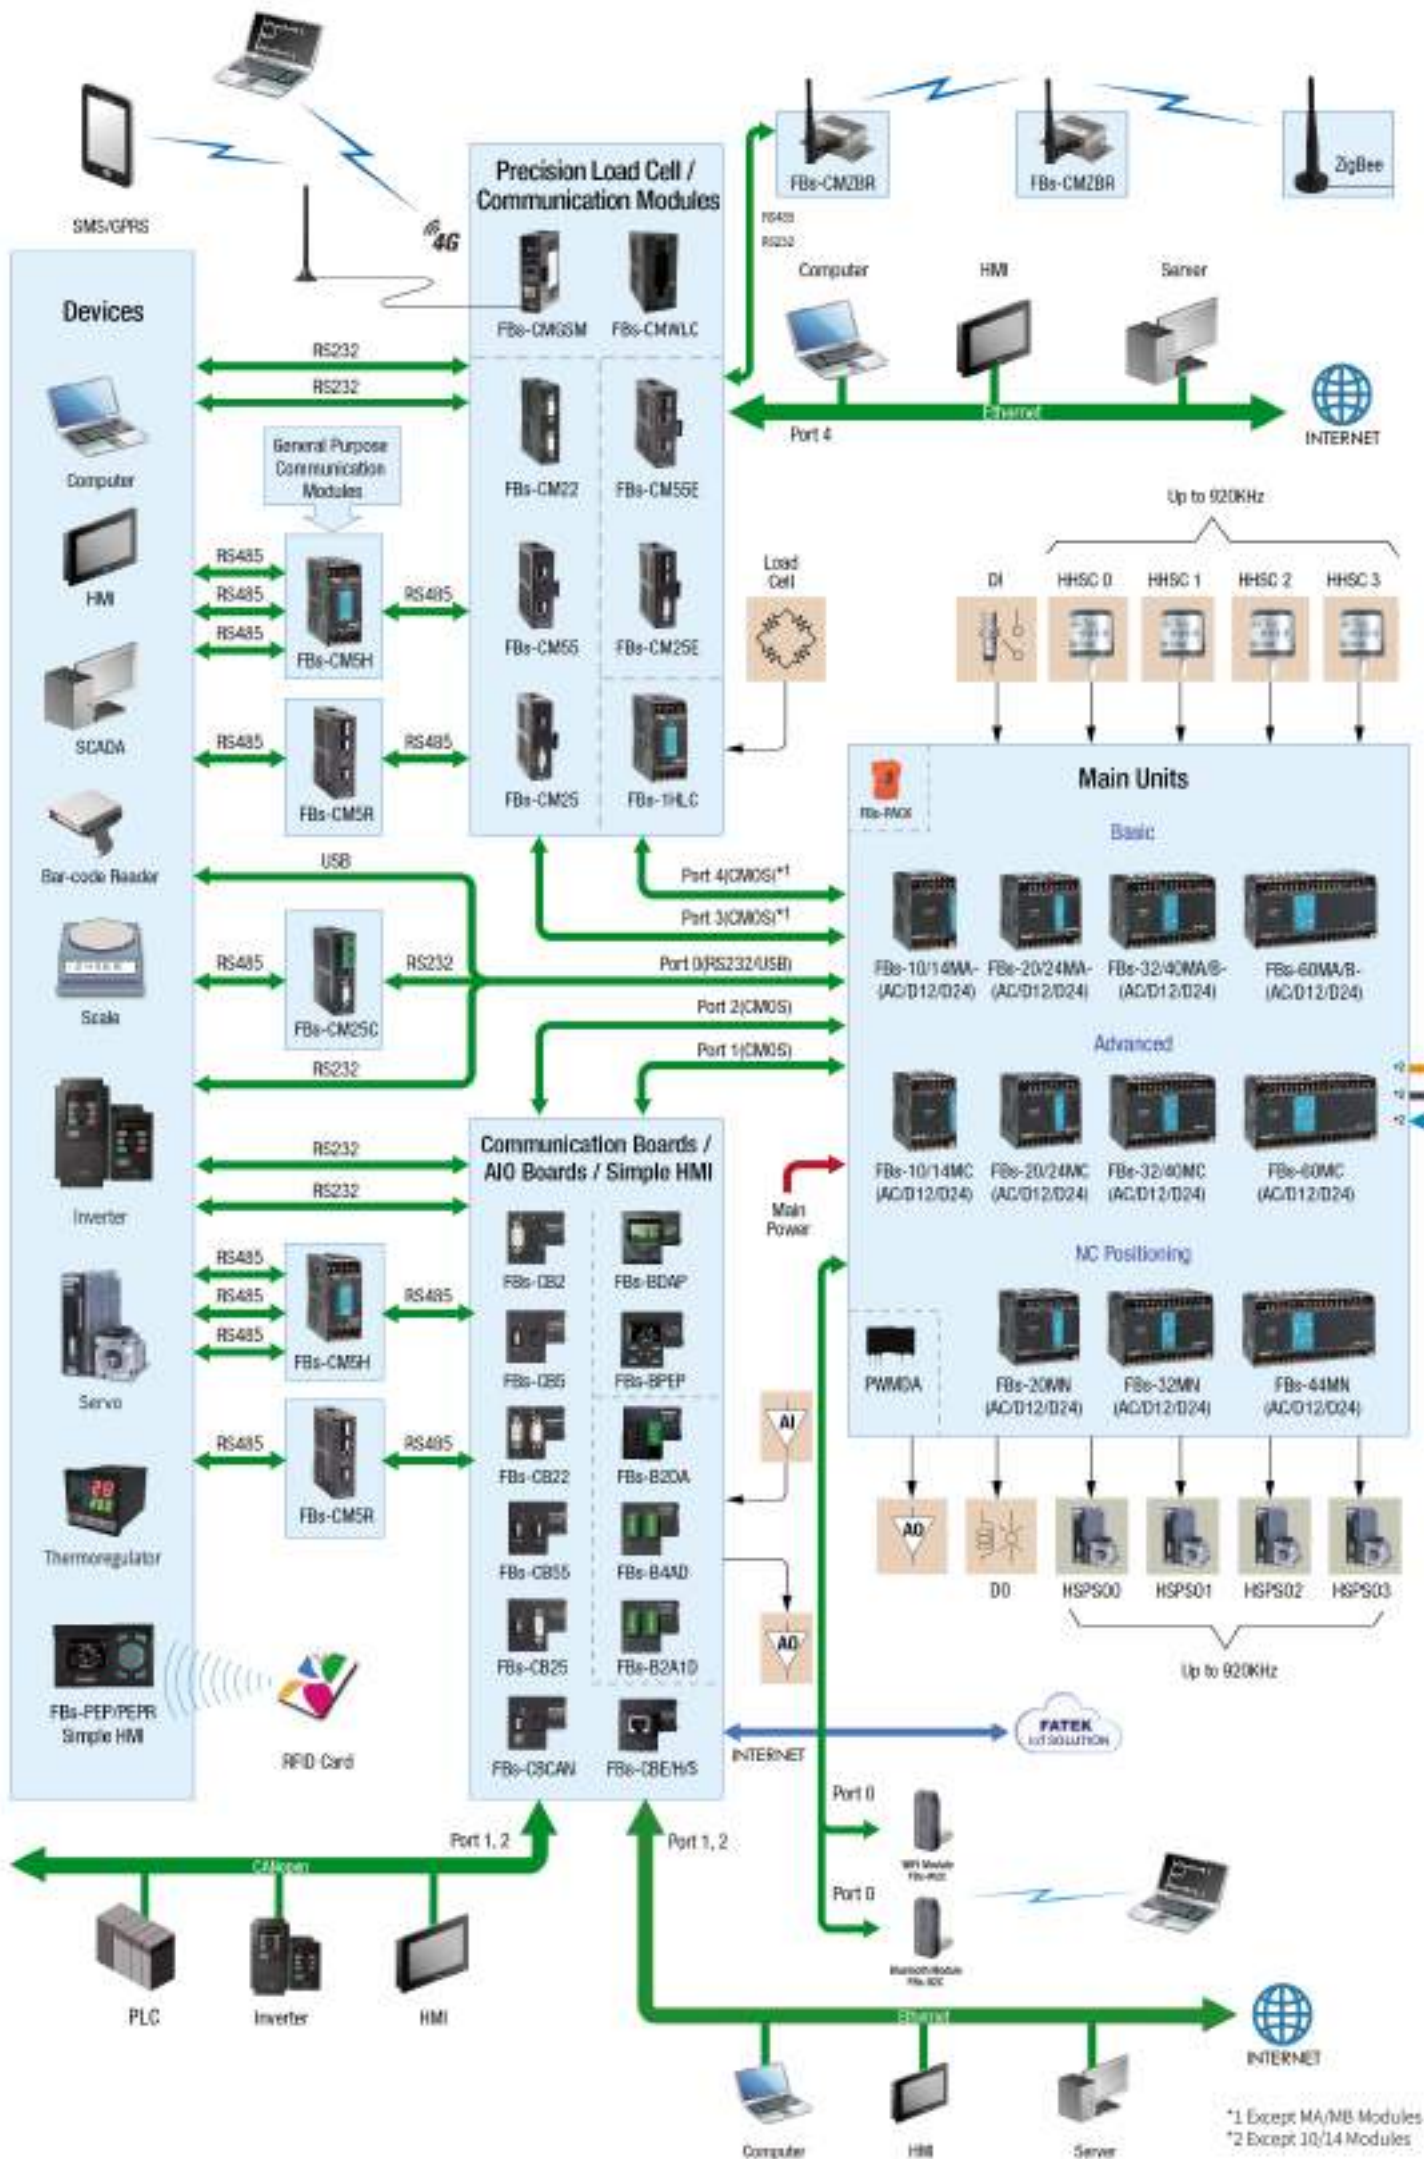 SMS/GPRS
4G
Precision Load Cell /
Communication Modules
FBs-CMGSM
FBs-CMWLC
FBs-CM22
FBs-CM55E
FBs-CM55
FBs-CM25E
FBs-CM25
FBs-1HLC
FBs-CMZBR
FBs-CMZBR
ZigBee
RS485
RS232
Computer
HMI
Server
Ethernet
Port 4
INTERNET
Devices
Computer
HMI
SCADA
Bar-code Reader
Scale
Inverter
Servo
Thermoregulator
FBs-PEP/PEPR
Simple HMI
RFID Card
RS232
RS232
General Purpose
Communication
Modules
RS485
RS485
RS485
FBs-CM5H
RS485
RS485
FBs-CM5R
RS485
USB
RS485
FBs-CM25C
RS232
RS232
Load
Cell
Up to 920KHz
DI
HHSC 0
HHSC 1
HHSC 2
HHSC 3
Port 4(CMOS)*1
Port 3(CMOS)*1
Port 0(RS232/USB)
Port 2(CMOS)
Port 1(CMOS)
Main Units
FBs-PACK
Basic
FBs-10/14MA-
(AC/D12/D24)
FBs-20/24MA-
(AC/D12/D24)
FBs-32/40MA/B-
(AC/D12/D24)
FBs-60MA/B-
(AC/D12/D24)
Advanced
*2
*2
*2
FBs-10/14MC
(AC/D12/D24)
FBs-20/24MC
(AC/D12/D24)
FBs-32/40MC
(AC/D12/D24)
FBs-60MC
(AC/D12/D24)
Main
Power
NC Positioning
PWMDA
FBs-20MN
(AC/D12/D24)
FBs-32MN
(AC/D12/D24)
FBs-44MN
(AC/D12/D24)
AO
DO
HSPSO0
HSPSO1
HSPSO2
HSPSO3
Up to 920KHz
RS232
RS232
RS485
RS485
RS485
FBs-CM5H
RS485
RS485
FBs-CM5R
RS485
Communication Boards /
AIO Boards / Simple HMI
FBs-CB2
FBs-BDAP
FBs-CB5
FBs-BPEP
FBs-CB22
FBs-B2DA
FBs-CB55
FBs-B4AD
FBs-CB25
FBs-B2A1D
FBs-CBCAN
FBs-CBE/H/S
AI
AO
INTERNET
FATEK
IoT SOLUTION
Port 0
WiFi Module
Port 0
Bluetooth Module
FBs-B2C
Port 1, 2
Port 1, 2
CANopen
PLC
Inverter
HMI
Ethernet
INTERNET
Computer
HMI
Server
*1 Except MA/MB Modules
*2 Except 10/14 Modules